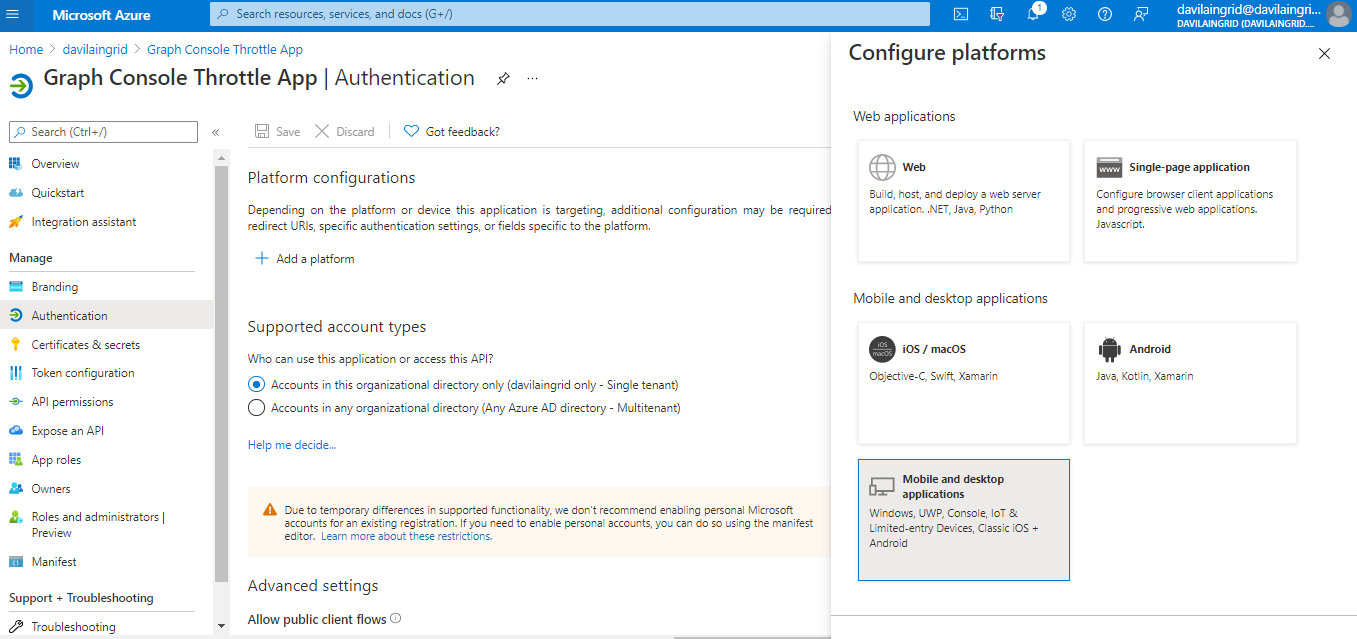 Microsoft Azure
Search resources, services, and docs (G+/)
1
davilaingrid@davilaingri...
DAVILAINGRID (DAVILAINGRID....
Home > davilaingrid > Graph Console Throttle App
Graph Console Throttle App | Authentication
...
Search (Ctrl+/)
«
Overview
Quickstart
Integration assistant
Manage
Branding
Authentication
Certificates & secrets
Token configuration
API permissions
Expose an API
App roles
Owners
Roles and administrators |
Preview
Manifest
Support + Troubleshooting
Troubleshooting
Save
Discard
Got feedback?
Platform configurations
Depending on the platform or device this application is targeting, additional configuration may be required
redirect URIs, specific authentication settings, or fields specific to the platform.
Add a platform
Supported account types
Who can use this application or access this API?
Accounts in this organizational directory only (davilaingrid only - Single tenant)
Accounts in any organizational directory (Any Azure AD directory - Multitenant)
Help me decide...
Due to temporary differences in supported functionality, we don't recommend enabling personal Microsoft
accounts for an existing registration. If you need to enable personal accounts, you can do so using the manifest
editor. Learn more about these restrictions.
Advanced settings
Allow public client flows
Configure platforms
Web applications
Web
Build, host, and deploy a web server
application. .NET, Java, Python
www
Single-page application
Configure browser client applications
and progressive web applications.
Javascript.
Mobile and desktop applications
iOS
macOS
iOS / macOS
Objective-C, Swift, Xamarin
Android
Java, Kotlin, Xamarin
Mobile and desktop
applications
Windows, UWP, Console, IoT &
Limited-entry Devices, Classic iOS +
Android